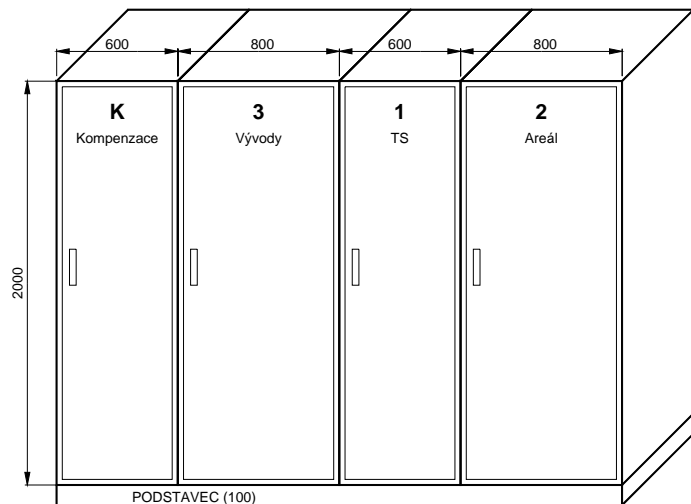 600 800 600 800
K 3 1 2
Kompenzace Vývody TS Areál
2000
PODSTAVEC (100)